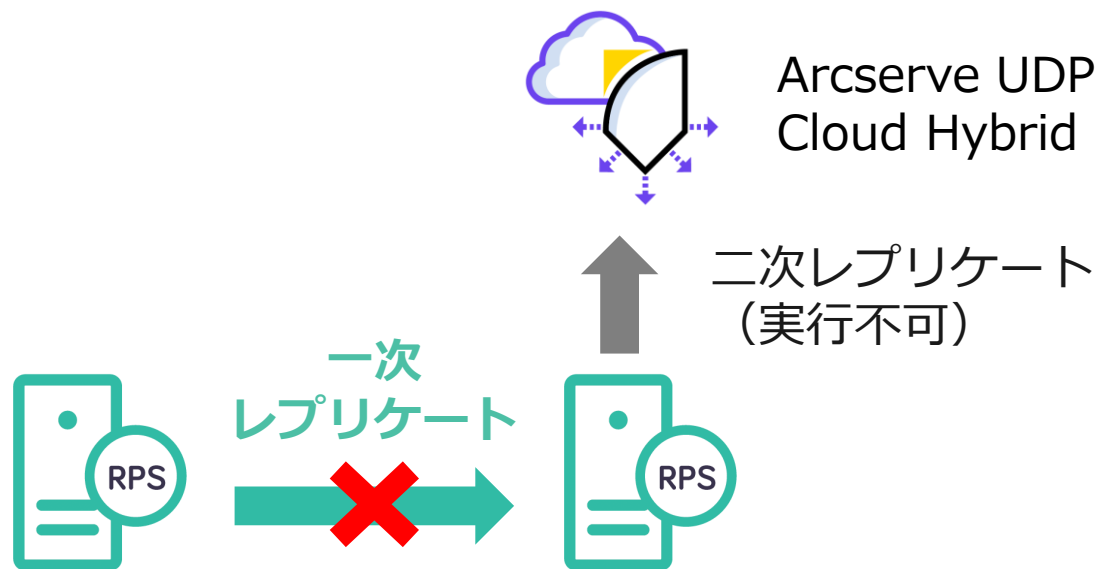 Arcserve UDP
Cloud Hybrid
二次レプリケート
（実行不可）
一次
レプリケート
RPS
RPS